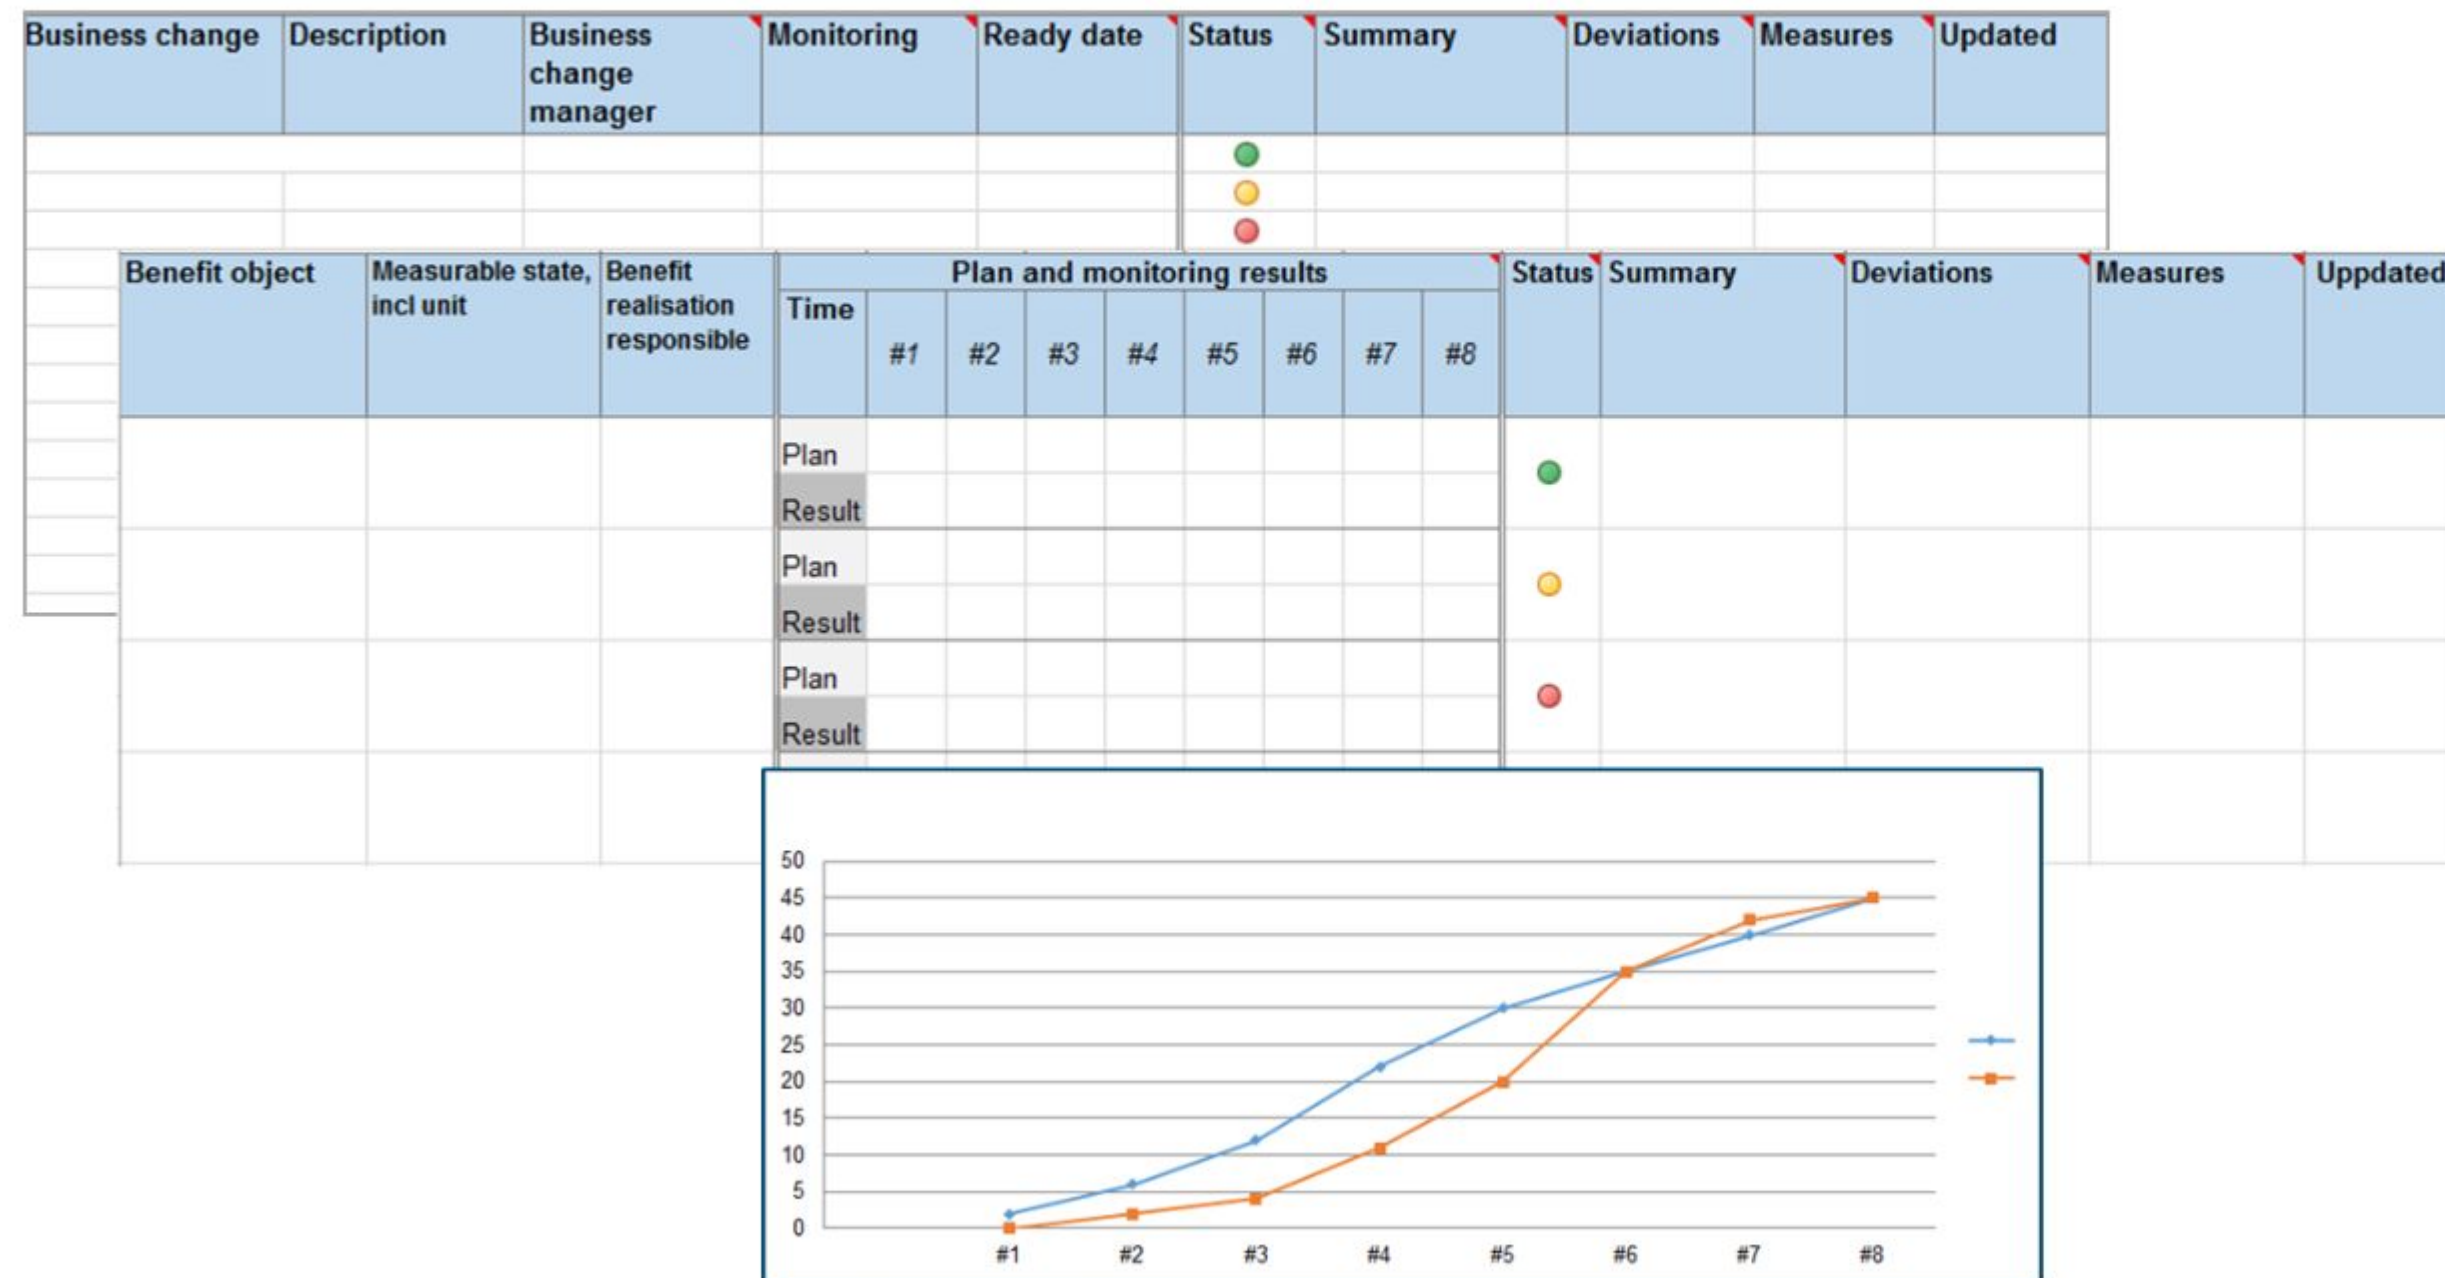 Business change Description Business Monitoring Ready date Status Summary Deviations Measures Updated
change
manager
Benefit object Measurable state, Benefit Plan and monitoring results Status Summary Deviations Measures Uppdated
incl unit realisation Time
responsible #1 #2 #3 #4 #5 #6 #7 #8
Plan
Result
Plan
Result
Plan
Result
50
45
40
35
30
25
20
15
10
5
0
#1 #2 #3 #4 #5 #6 #7 #8